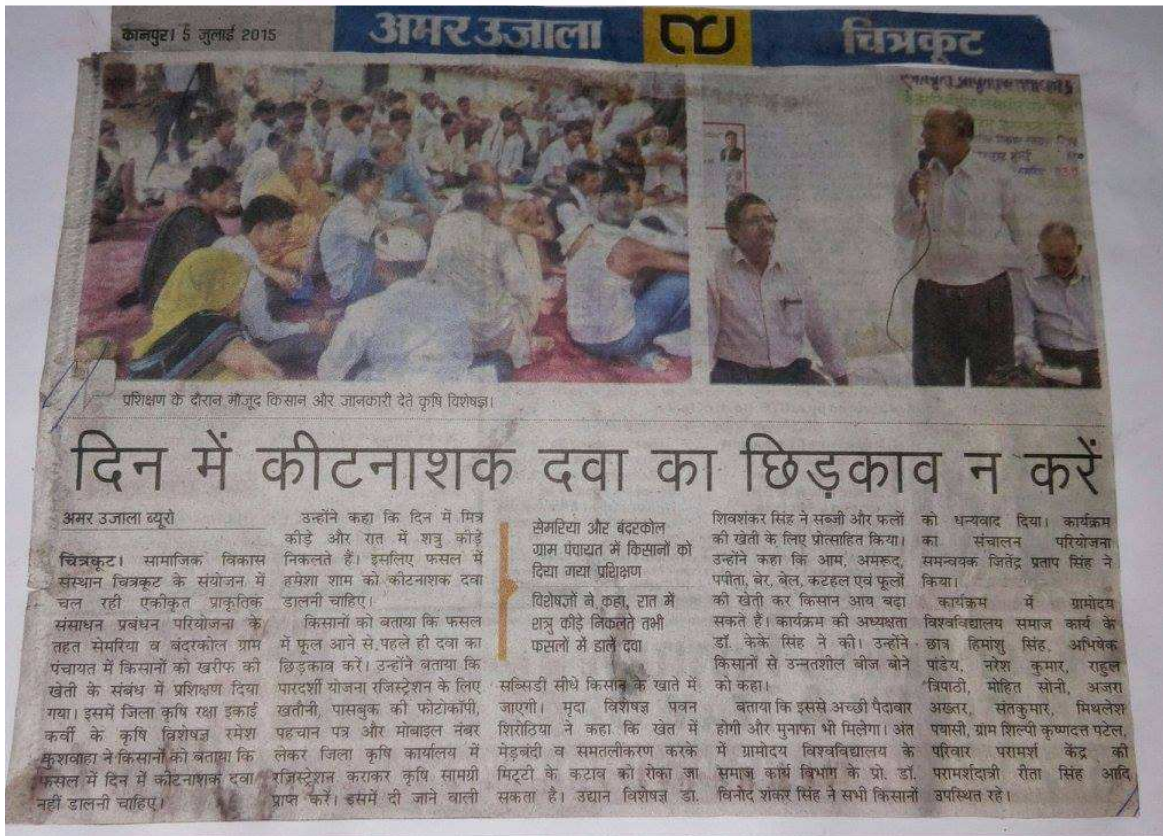 कानपुर। 5 जुलाई 2015
अमर उजाला
चित्रकूट
प्रशिक्षण के दौरान मौजूद किसान और जानकारी देते कृषि विशेषज्ञ।
दिन में कीटनाशक दवा का छिड़काव न करें
अमर उजाला ब्यूरो
चित्रकूट। सामाजिक विकास
संस्थान चित्रकूट के संयोजन में
चल रही एकीकृत प्राकृतिक
संसाधन प्रबंधन परियोजना के
तहत सेमरिया व बंदरकोल ग्राम
पंचायत में किसानों को खरीफ की
खेती के संबंध में प्रशिक्षण दिया
गया। इसमें जिला कृषि रक्षा इकाई
कर्वी के कृषि विशेषज्ञ रमेश
कुशवाहा ने किसानों को बताया कि
फसल में दिन में कीटनाशक दवा
नहीं डालनी चाहिए।
उन्होंने कहा कि दिन में मित्र
कीड़े और रात में शत्रु कीड़े
निकलते हैं। इसलिए फसल में
हमेशा शाम को कीटनाशक दवा
डालनी चाहिए।
किसानों को बताया कि फसल
में फूल आने से पहले ही दवा का
छिड़काव करें। उन्होंने बताया कि
पारदर्शी योजना रजिस्ट्रेशन के लिए
खतौनी, पासबुक की फोटोकॉपी,
पहचान पत्र और मोबाइल नंबर
लेकर जिला कृषि कार्यालय में
रजिस्ट्रेशन कराकर कृषि सामग्री
प्राप्त करें। इसमें दी जाने वाली
सेमरिया और बंदरकोल
ग्राम पंचायत में किसानों को
दिया गया प्रशिक्षण
विशेषज्ञों ने कहा, रात में
शत्रु कीड़े निकलते तभी
फसलों में डालें दवा
सब्सिडी सीधे किसान के खाते में
जाएगी। मृदा विशेषज्ञ पवन
शिरोठिया ने कहा कि खेत में
मेड़बंदी व समतलीकरण करके
मिट्टी के कटाव को रोका जा
सकता है। उद्यान विशेषज्ञ डा.
शिवशंकर सिंह ने सब्जी और फलों
की खेती के लिए प्रोत्साहित किया।
उन्होंने कहा कि आम, अमरूद,
पपीता, बेर, बेल, कटहल एवं फूलों
की खेती कर किसान आय बढ़ा
सकते हैं। कार्यक्रम की अध्यक्षता
डॉ. केके सिंह ने की। उन्होंने
किसानों से उन्नतशील बीज बोने
को कहा।
बताया कि इससे अच्छी पैदावार
होगी और मुनाफा भी मिलेगा। अंत
में ग्रामोदय विश्वविद्यालय के
समाज कार्य विभाग के प्रो. डॉ.
विनोद शंकर सिंह ने सभी किसानों
को धन्यवाद दिया। कार्यक्रम
का संचालन परियोजना
समन्वयक जितेंद्र प्रताप सिंह ने
किया।
कार्यक्रम में ग्रामोदय
विश्वविद्यालय समाज कार्य के
छात्र हिमांशु सिंह, अभिषेक
पांडेय, नरेश कुमार, राहुल
त्रिपाठी, मोहित सोनी, अजरा
अख्तर, संतकुमार, मिथलेश
पयासी, ग्राम शिल्पी कृष्णदत्त पटेल,
परिवार परामर्श केंद्र की
परामर्शदात्री रीता सिंह आदि
उपस्थित रहे।